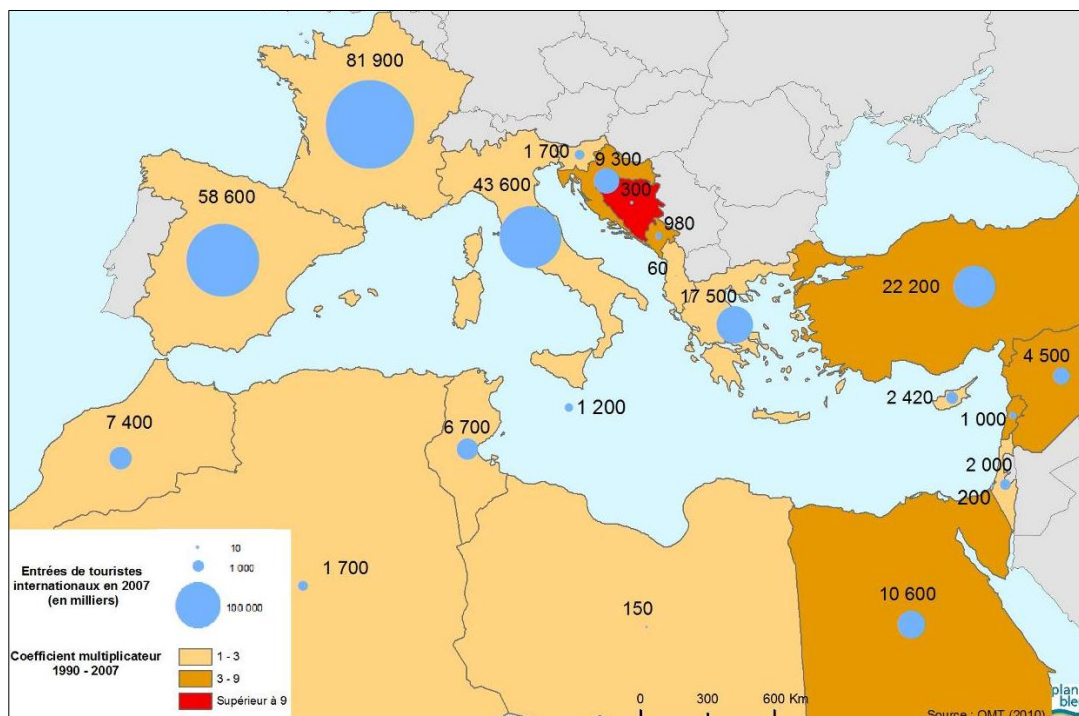 81 900
1 700
9 300
58 600
43 600
300
980
60
17 500
22 200
4 500
2 420
1 200
1 000
7 400
6 700
2 000
200
1 700
150
10 600
Entrées de touristes
internationaux en 2007
(en milliers)
10
1 000
100 000
Coefficient multiplicateur
1990 - 2007
1 - 3
3 - 9
Supérieur à 9
0 300 600 Km
plan
bleu
Source : OMT (2010)